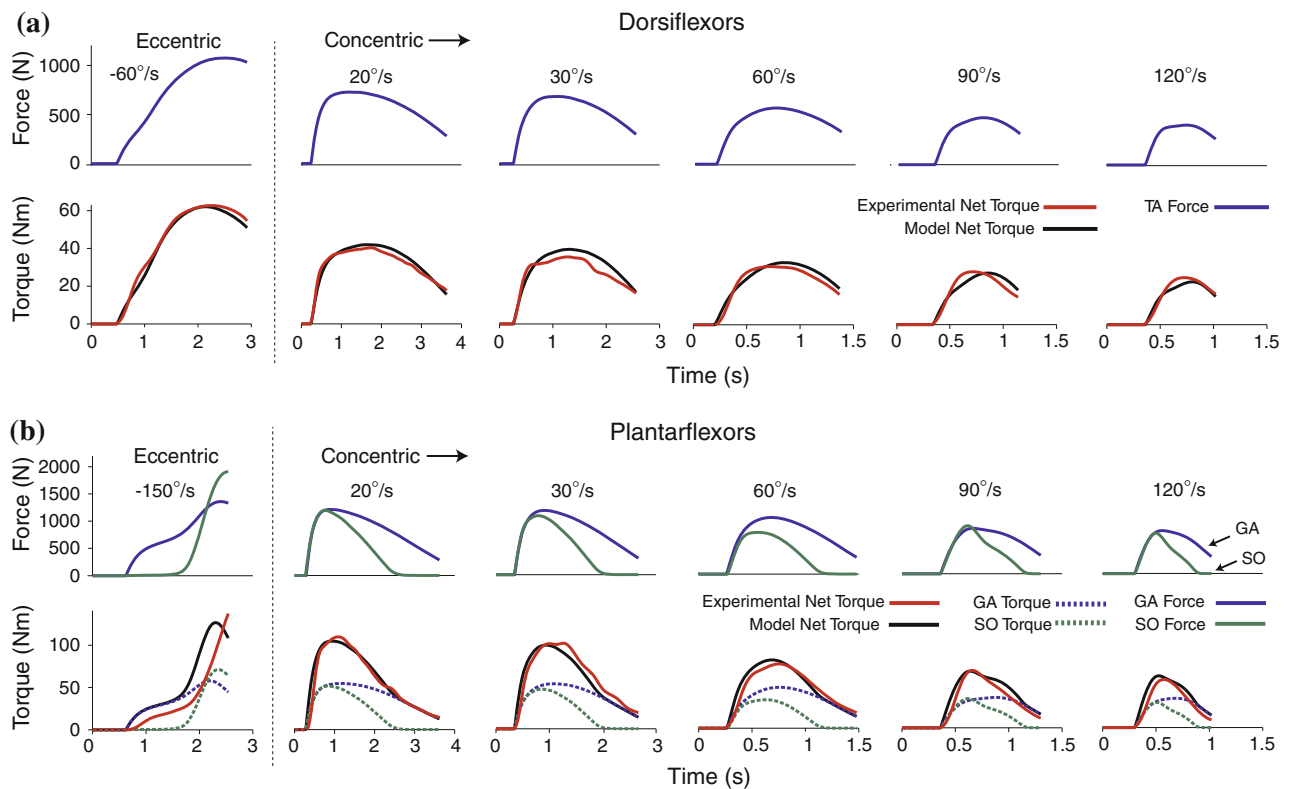 (a)
Dorsiflexors
Eccentric
Concentric
-60°/s
20°/s
30°/s
60°/s
90°/s
120°/s
Force (N)
1000
500
0
Torque (Nm)
60
40
20
0
Experimental Net Torque
Model Net Torque
TA Force
0 1 2 3
0 1 2 3 4
0 1 2 3
0 0.5 1 1.5
0 0.5 1 1.5
0 0.5 1 1.5
Time (s)
(b)
Plantarflexors
Eccentric
Concentric
-150°/s
20°/s
30°/s
60°/s
90°/s
120°/s
Force (N)
2000
1500
1000
500
0
GA
SO
Torque (Nm)
100
50
0
Experimental Net Torque
Model Net Torque
GA Torque
SO Torque
GA Force
SO Force
0 1 2 3
0 1 2 3 4
0 1 2 3
0 0.5 1 1.5
0 0.5 1 1.5
0 0.5 1 1.5
Time (s)